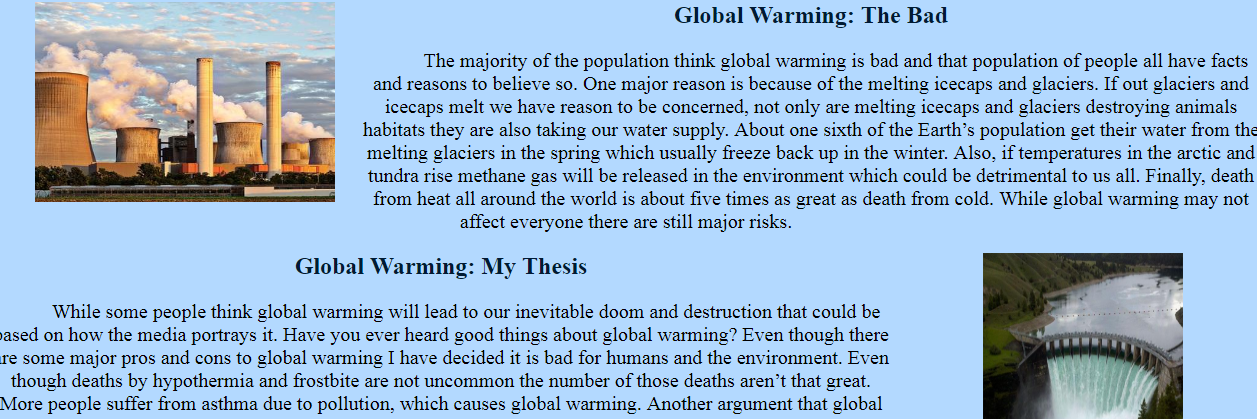 Global Warming: The Bad
The majority of the population think global warming is bad and that population of people all have facts
and reasons to believe so. One major reason is because of the melting icecaps and glaciers. If out glaciers and
icecaps melt we have reason to be concerned, not only are melting icecaps and glaciers destroying animals
habitats they are also taking our water supply. About one sixth of the Earth’s population get their water from the
melting glaciers in the spring which usually freeze back up in the winter. Also, if temperatures in the arctic and
tundra rise methane gas will be released in the environment which could be detrimental to us all. Finally, death
from heat all around the world is about five times as great as death from cold. While global warming may not
affect everyone there are still major risks.
Global Warming: My Thesis
While some people think global warming will lead to our inevitable doom and destruction that could be
based on how the media portrays it. Have you ever heard good things about global warming? Even though there
are some major pros and cons to global warming I have decided it is bad for humans and the environment. Even
though deaths by hypothermia and frostbite are not uncommon the number of those deaths aren’t that great.
More people suffer from asthma due to pollution, which causes global warming. Another argument that global